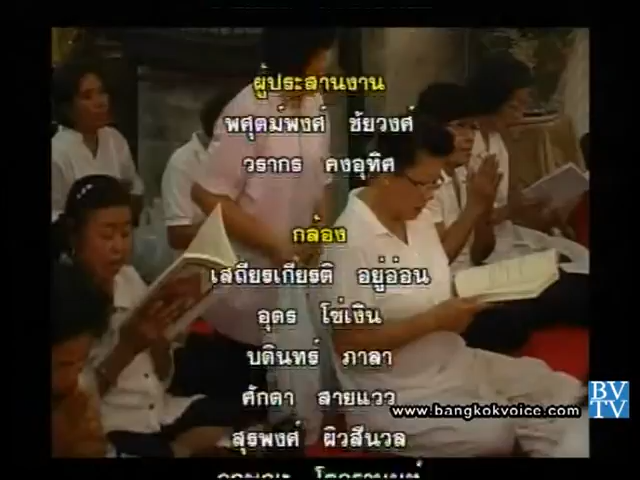 ผู้ประสานงาน
พศุตม์พงศ์ ชัยวงศ์
วรากร คงอุทิศ
กล้อง
เสถียรเกียรติ อยู่อ่อน
อุดร โซ่เงิน
บดินทร์ ภาลา
ศักดา สายแวว
www.bangkokvoice.com
BV
TV
สุรพงศ์ ผิวสีนวล